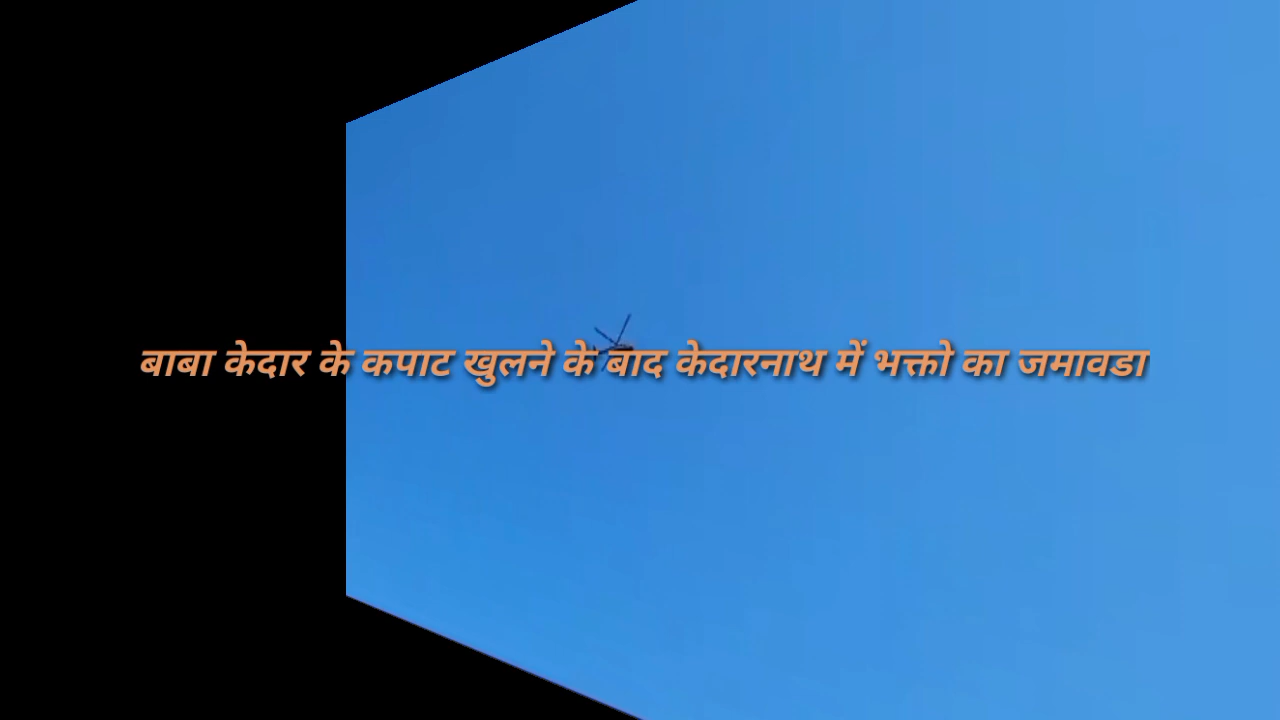 बाबा केदार के कपाट खुलने के बाद केदारनाथ में भक्तो का जमावडा